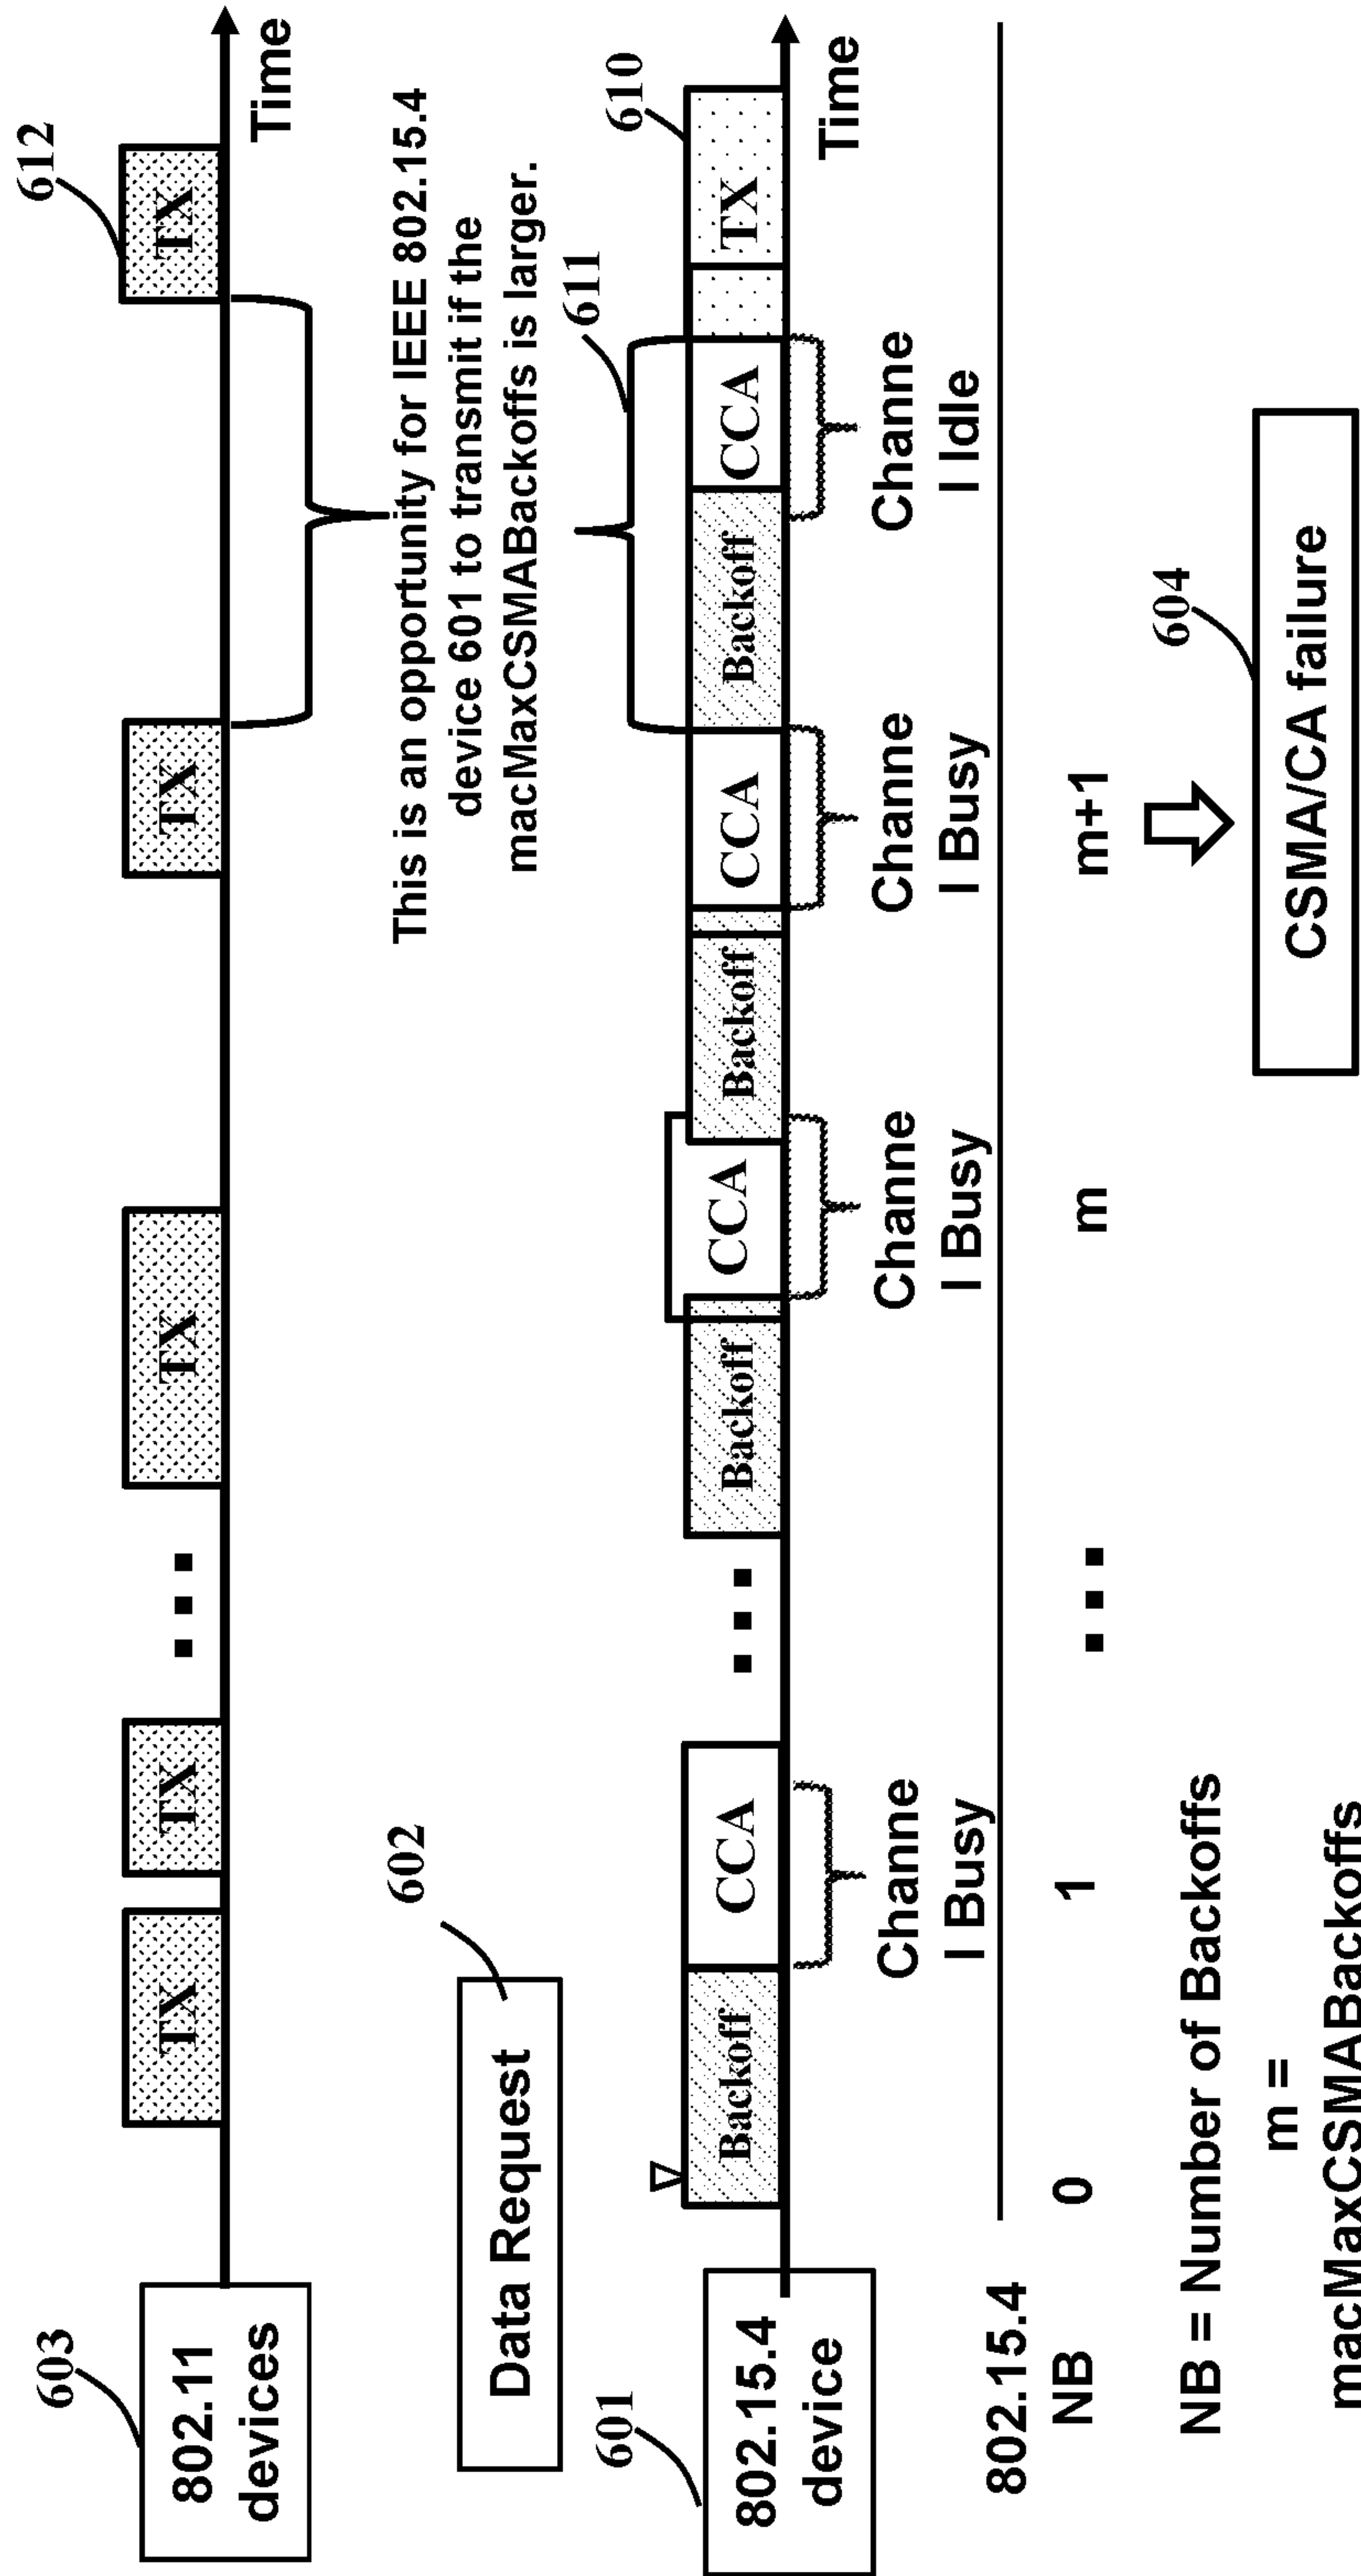 603
802.11
devices
TX
TX
...
TX
TX
TX
612
Time
This is an opportunity for IEEE 802.15.4
device 601 to transmit if the
macMaxCSMABackoffs is larger.
Data Request
602
601
802.15.4
device
Backoff
CCA
...
Backoff
CCA
Backoff
CCA
Backoff
CCA
TX
611
610
Time
Channe
l Busy
Channe
l Busy
Channe
l Busy
Channe
l Idle
802.15.4
NB
0
1
...
m
m+1
NB = Number of Backoffs
m =
macMaxCSMABackoffs
604
CSMA/CA failure